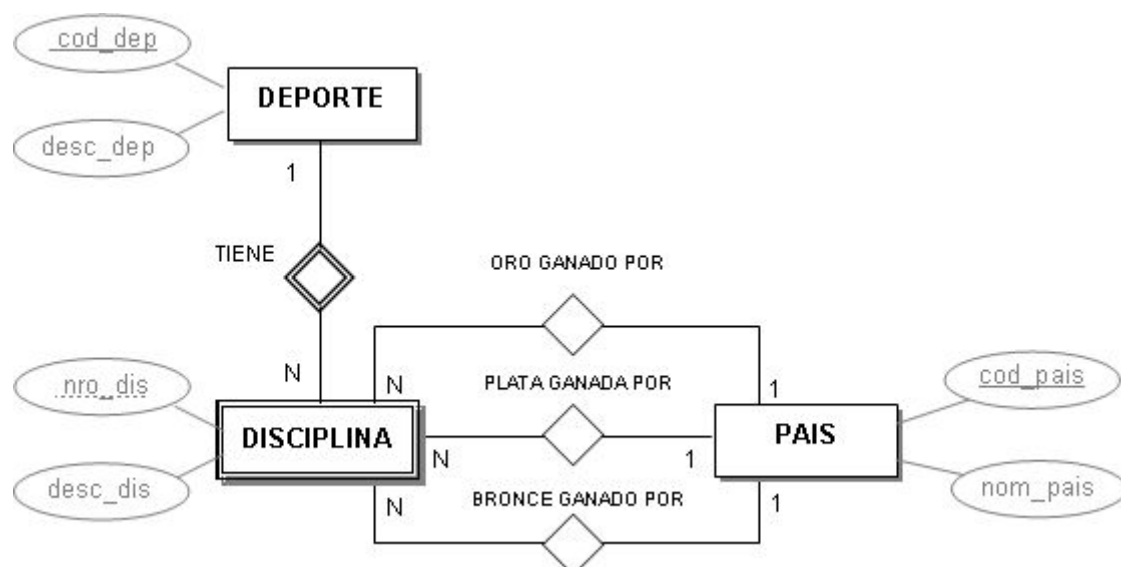 cod_dep
DEPORTE
desc_dep
1
TIENE
ORO GANADO POR
N
N
PLATA GANADA POR
1
nro_dis
cod_pais
DISCIPLINA
PAIS
N
1
desc_dis
nom_pais
N
BRONCE GANADO POR
1